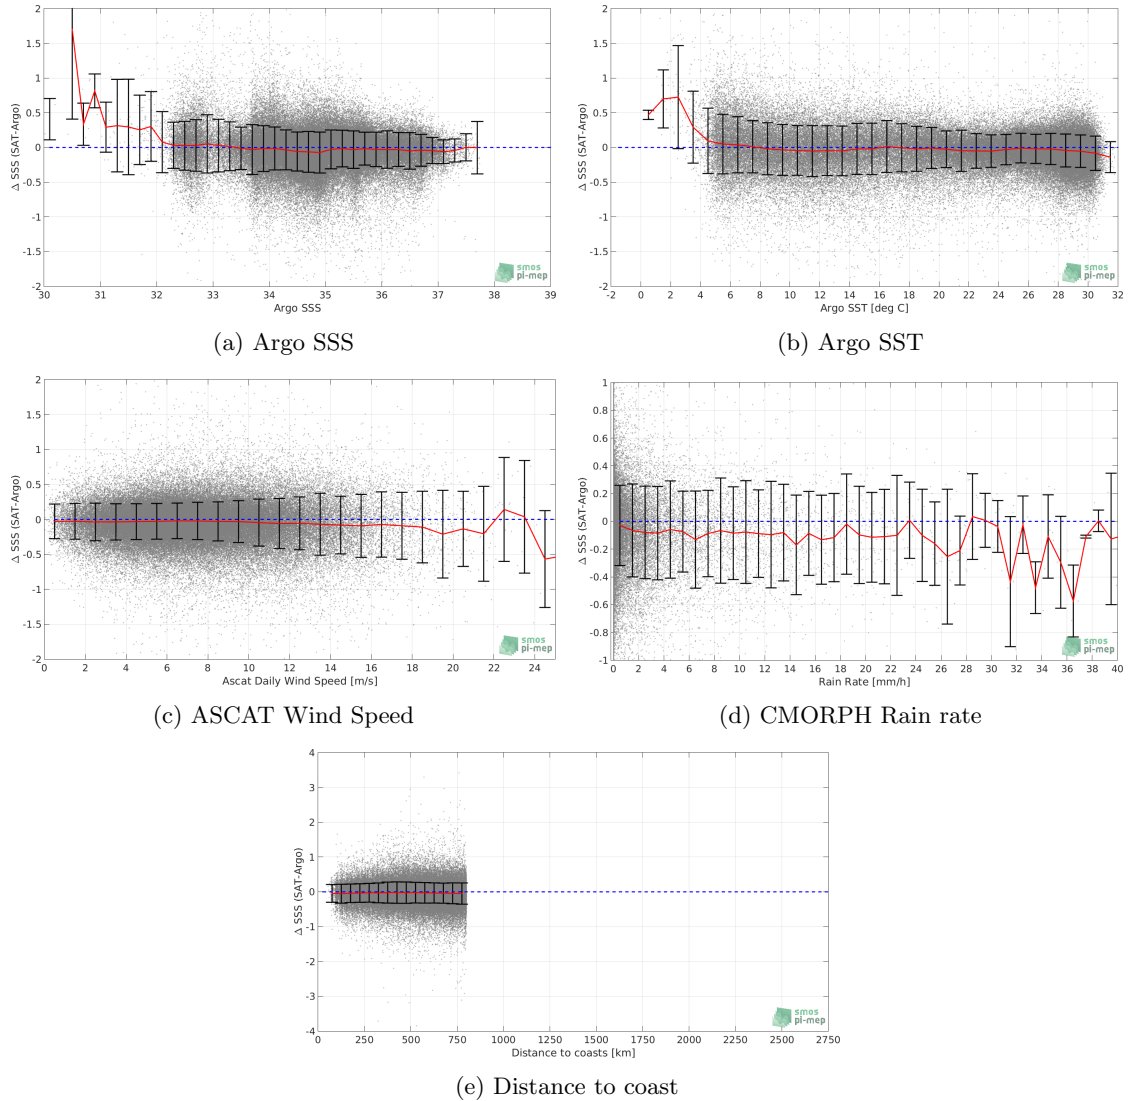 2
1.5
1
0.5
0
-0.5
-1
-1.5
-2
Δ SSS (SAT-Argo)
30 31 32 33 34 35 36 37 38 39
Argo SSS
smos
pi-mep
(a) Argo SSS
2
1.5
1
0.5
0
-0.5
-1
-1.5
-2
Δ SSS (SAT-Argo)
-2 0 2 4 6 8 10 12 14 16 18 20 22 24 26 28 30 32
Argo SST [deg C]
smos
pi-mep
(b) Argo SST
2
1.5
1
0.5
0
-0.5
-1
-1.5
-2
Δ SSS (SAT-Argo)
0 2 4 6 8 10 12 14 16 18 20 22 24
Ascat Daily Wind Speed [m/s]
smos
pi-mep
(c) ASCAT Wind Speed
1
0.8
0.6
0.4
0.2
0
-0.2
-0.4
-0.6
-0.8
-1
Δ SSS (SAT-Argo)
0 2 4 6 8 10 12 14 16 18 20 22 24 26 28 30 32 34 36 38 40
Rain Rate [mm/h]
smos
pi-mep
(d) CMORPH Rain rate
4
3
2
1
0
-1
-2
-3
-4
Δ SSS (SAT-Argo)
0 250 500 750 1000 1250 1500 1750 2000 2250 2500 2750
Distance to coasts [km]
smos
pi-mep
(e) Distance to coast